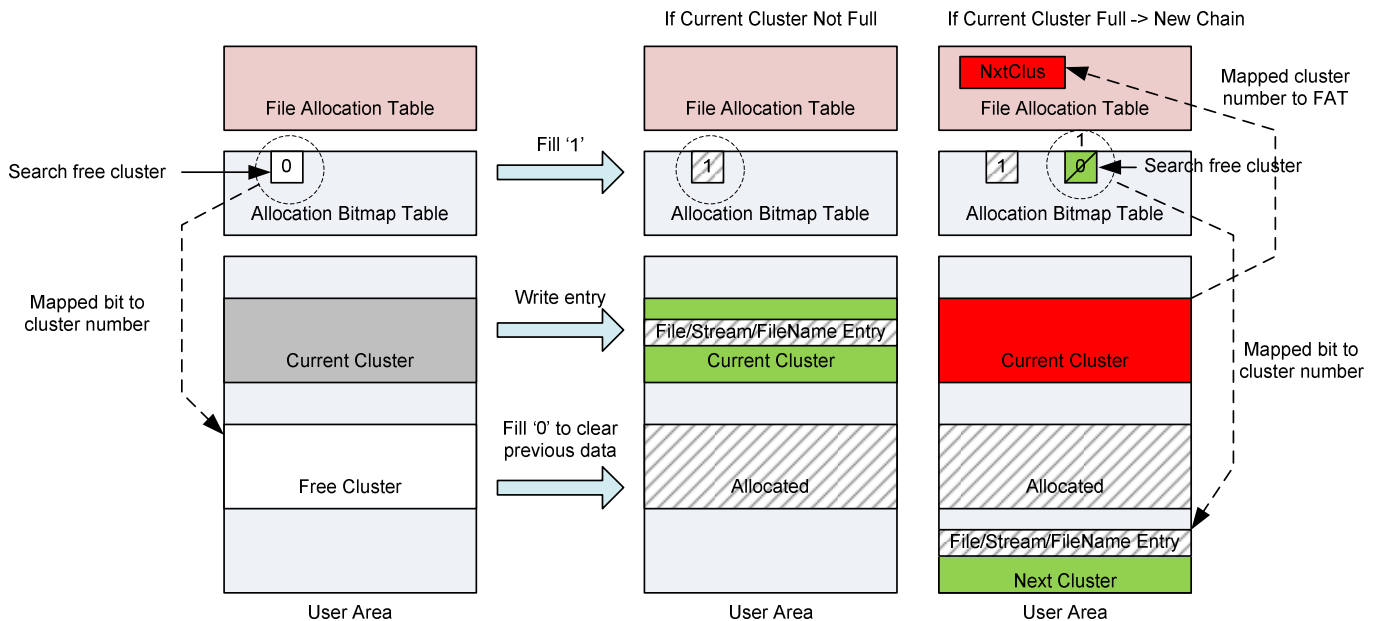 If Current Cluster Not Full
If Current Cluster Full -> New Chain
File Allocation Table
File Allocation Table
NxtClus
File Allocation Table
Mapped cluster
number to FAT
Search free cluster
0
Allocation Bitmap Table
Fill ‘1’
1
Allocation Bitmap Table
1
1
0
Search free cluster
Allocation Bitmap Table
Mapped bit to
cluster number
Current Cluster
Write entry
File/Stream/FileName Entry
Current Cluster
Current Cluster
Mapped bit to
cluster number
Free Cluster
Fill ‘0’ to clear
previous data
Allocated
Allocated
File/Stream/FileName Entry
Next Cluster
User Area
User Area
User Area